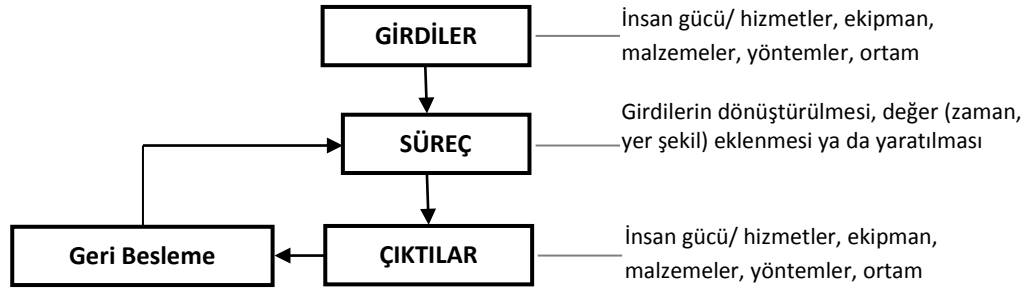 GİRDİLER
İnsan gücü/ hizmetler, ekipman,
malzemeler, yöntemler, ortam
SÜREÇ
Girdilerin dönüştürülmesi, değer (zaman,
yer şekil) eklenmesi ya da yaratılması
Geri Besleme
ÇIKTILAR
İnsan gücü/ hizmetler, ekipman,
malzemeler, yöntemler, ortam